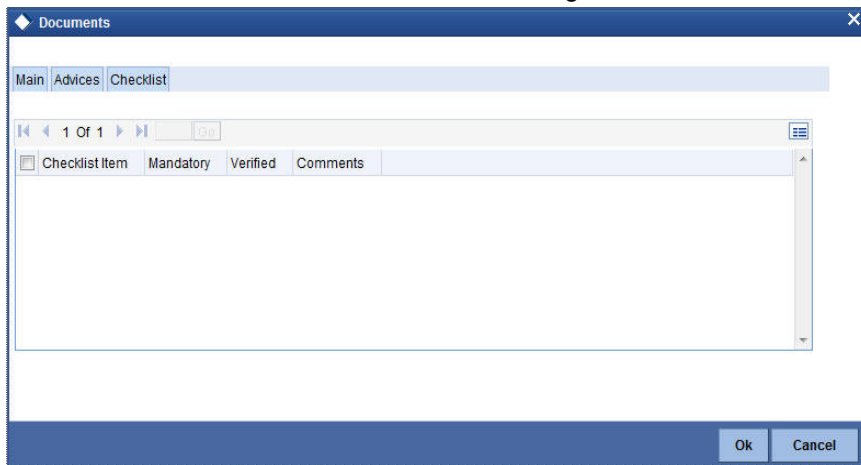 Documents
Main Advices Checklist
1 Of 1 Go
Checklist Item Mandatory Verified Comments
Ok Cancel